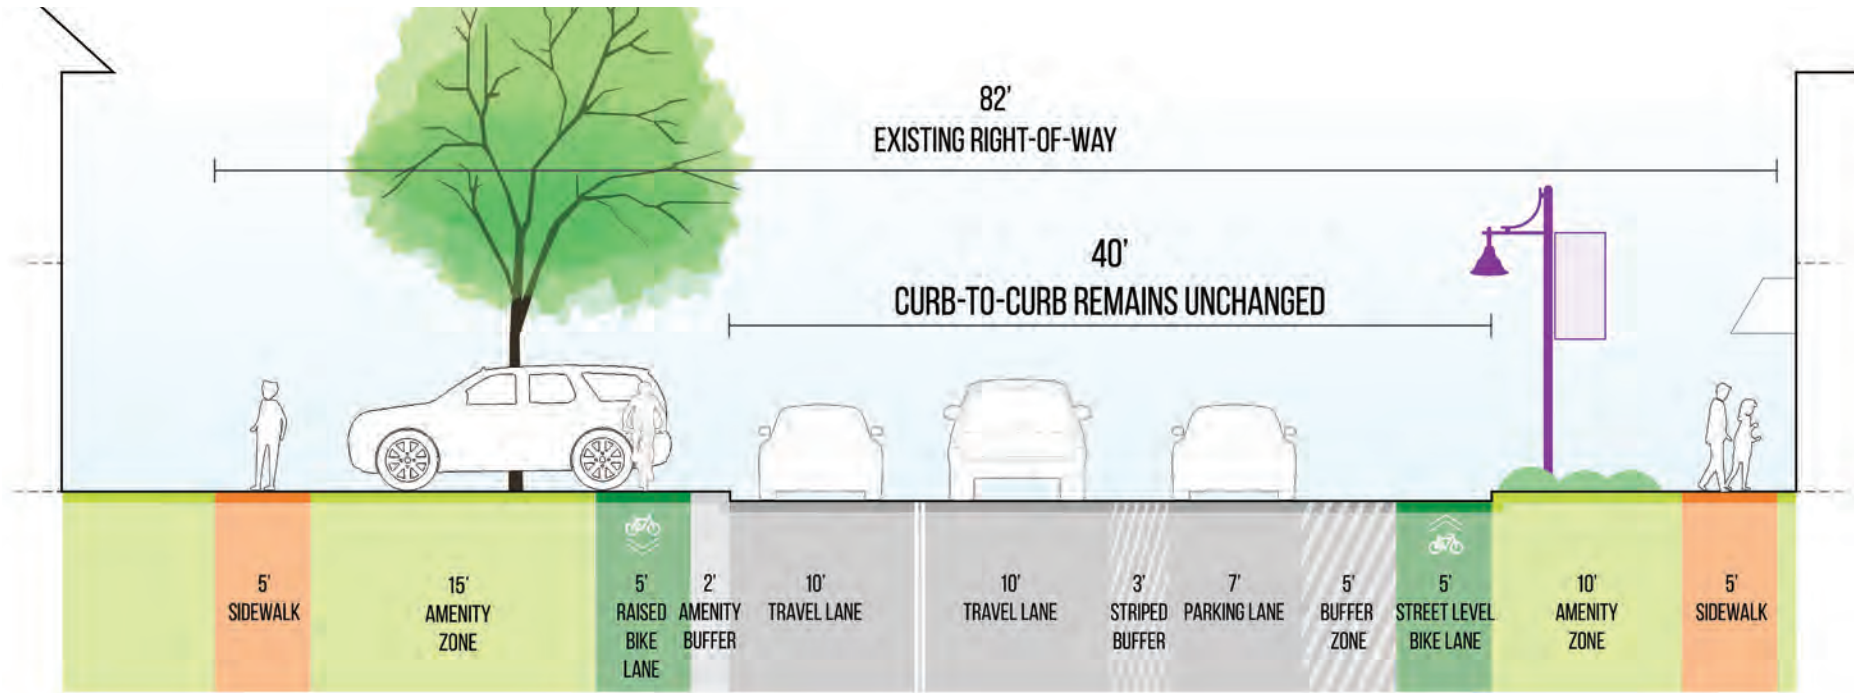 82'
EXISTING RIGHT-OF-WAY
40'
CURB-TO-CURB REMAINS UNCHANGED
5'
SIDEWALK
15'
AMENITY
ZONE
5'
RAISED
BIKE
LANE
2'
AMENITY
BUFFER
10'
TRAVEL LANE
10'
TRAVEL LANE
3'
STRIPED
BUFFER
7'
PARKING LANE
5'
BUFFER
ZONE
5'
STREET LEVEL
BIKE LANE
10'
AMENITY
ZONE
5'
SIDEWALK